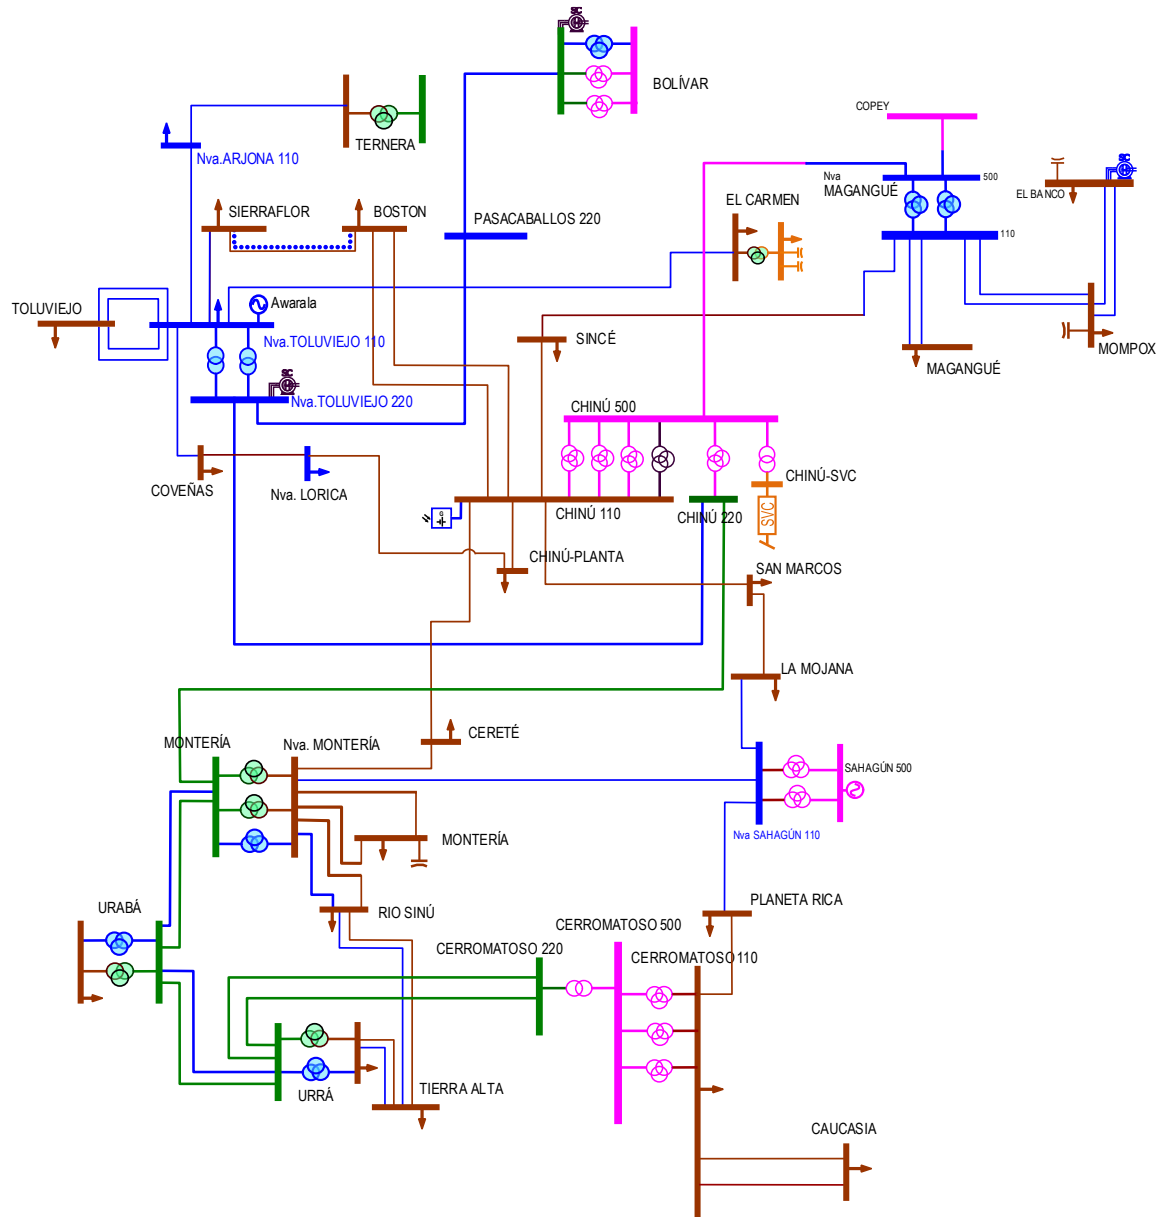 SC
BOLÍVAR
COPEY
TERNERA
Nva.ARJONA 110
Nva
MAGANGUÉ
500
SC
EL BANCO
EL CARMEN
SIERRAFLOR
BOSTON
PASACABALLOS 220
110
Awarala
TOLUVIEJO
Nva.TOLUVIEJO 110
SINCÉ
MAGANGUÉ
MOMPOX
SC
Nva.TOLUVIEJO 220
CHINÚ 500
COVEÑAS
Nva. LORICA
CHINÚ-SVC
SVC
G
CHINÚ 110
CHINÚ 220
CHINÚ-PLANTA
SAN MARCOS
LA MOJANA
CERETÉ
MONTERÍA
Nva. MONTERÍA
SAHAGÚN 500
Nva SAHAGÚN 110
MONTERÍA
URABÁ
RIO SINÚ
PLANETA RICA
CERROMATOSO 500
CERROMATOSO 220
CERROMATOSO 110
URRÁ
TIERRA ALTA
CAUCASIA